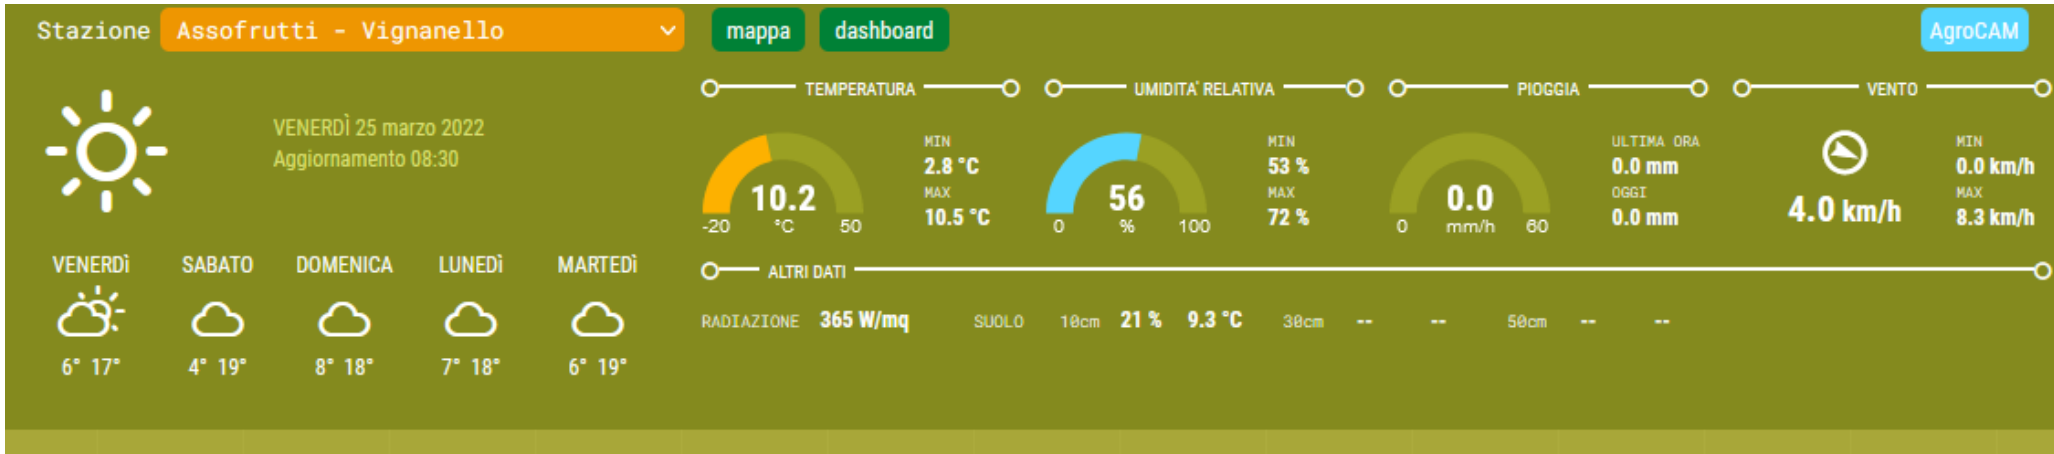 Stazione Assofrutti - Vignanello mappa dashboard AgroCAM
VENERDÌ 25 marzo 2022
Aggiornamento 08:30
VENERDÌ SABATO DOMENICA LUNEDÌ MARTEDÌ
6° 17° 4° 19° 8° 18° 7° 18° 6° 19°
TEMPERATURA
10.2
°C
-20 50
MIN
2.8 °C
MAX
10.5 °C
UMIDITA' RELATIVA
56
%
0 100
MIN
53 %
MAX
72 %
PIOGGIA
0.0
mm/h
0 60
ULTIMA ORA
0.0 mm
OGGI
0.0 mm
VENTO
4.0 km/h
MIN
0.0 km/h
MAX
8.3 km/h
ALTRI DATI
RADIAZIONE 365 W/mq SUOLO 10cm 21 % 9.3 °C 30cm -- -- 50cm -- --